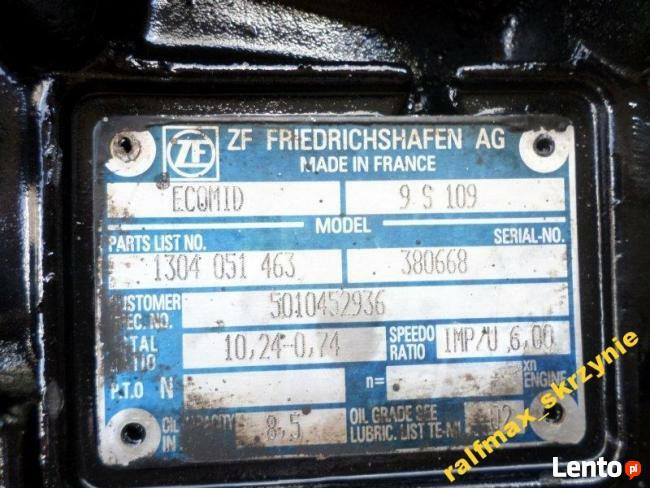 ZF ZF FRIEDRICHSHAFEN AG
MADE IN FRANCE
ECOMID 9 S 109
MODEL
PARTS LIST NO. SERIAL-NO.
1304 051 463 380668
CUSTOMER SPEC. NO. 5010452936
TOTAL RATIO 10,24-0,74 SPEEDO RATIO IMP/U 6,00
P.T.O N n= xn ENGINE
OIL CAPACITY IN 8,5 OIL GRADE SEE LUBRIC. LIST TE-ML 02
ralfmax_skrzynie
Lento.pl